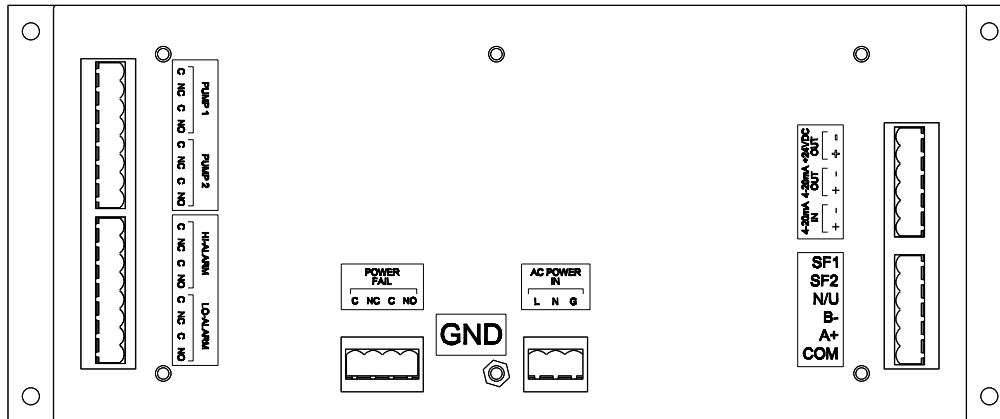 C NC C NO
PUMP 1
C NC C NO
PUMP 2
C NC C NO
HI-ALARM
C NC C NO
LO-ALARM
POWER
FAIL
C NC C NO
GND
AC POWER
IN
L N G
+24VDC
OUT
+ -
4-20mA
OUT
+ -
4-20mA
IN
+ -
SF1
SF2
N/U
B-
A+
COM